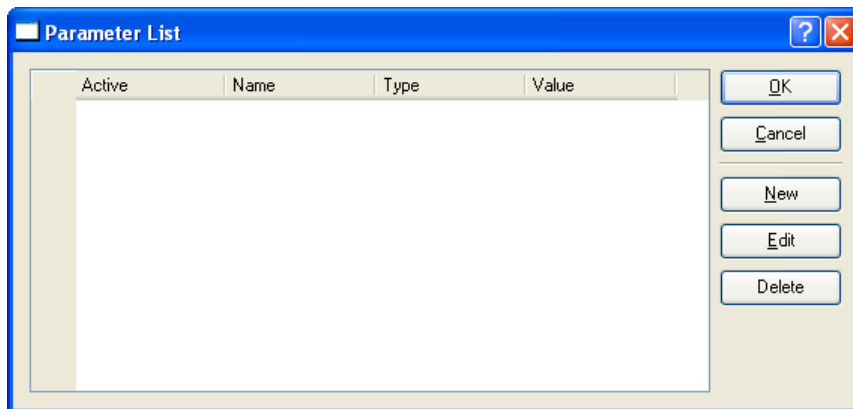 Parameter List
?
Active Name Type Value
OK
Cancel
New
Edit
Delete